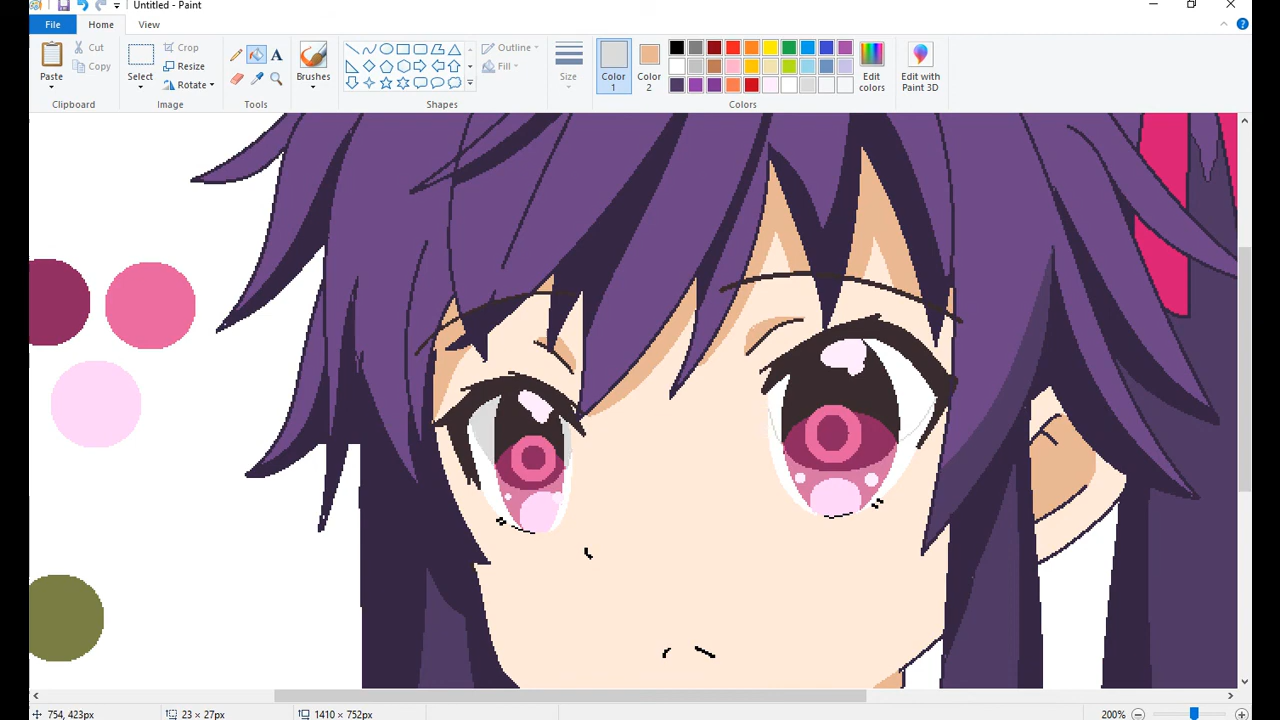 Untitled - Paint
File
Home
View
Paste
Cut
Copy
Clipboard
Select
Crop
Resize
Rotate
Image
A
Tools
Brushes
Shapes
Outline
Fill
Size
Color 1
Color 2
Colors
Edit colors
Edit with Paint 3D
754, 423px
23 × 27px
1410 × 752px
200%